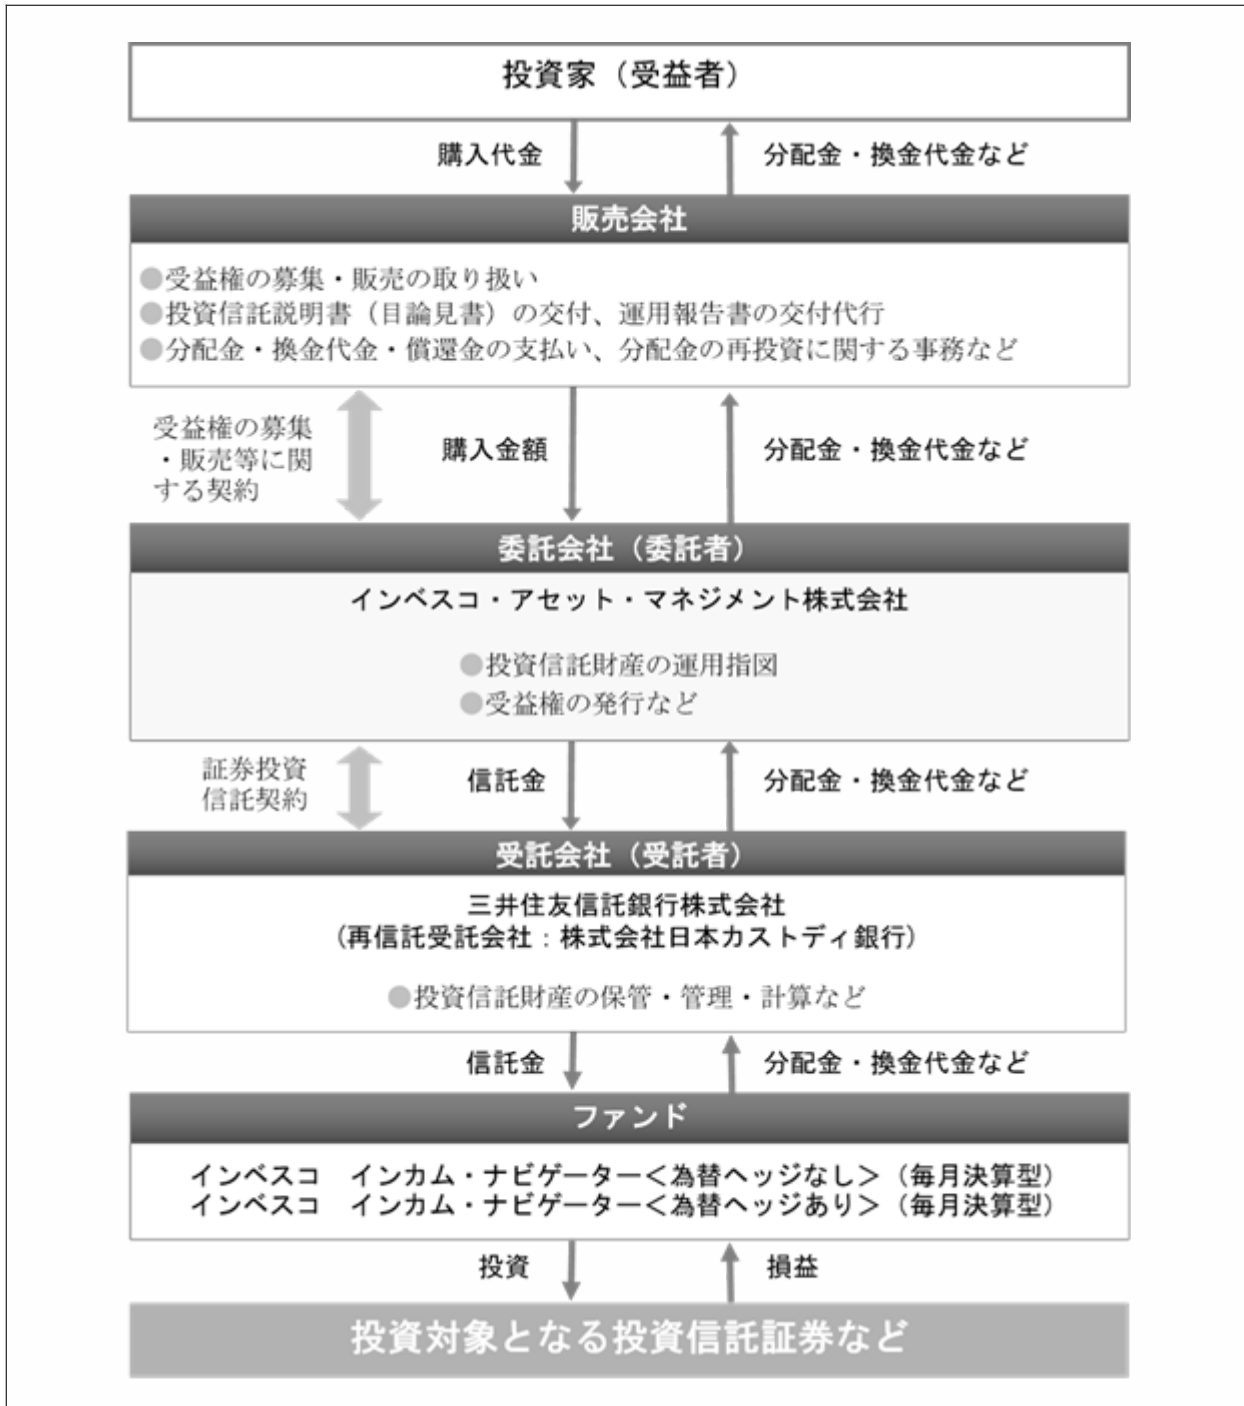 投資家（受益者）
購入代金
分配金・換金代金など
販売会社
●受益権の募集・販売の取り扱い
●投資信託説明書（目論見書）の交付、運用報告書の交付代行
●分配金・換金代金・償還金の支払い、分配金の再投資に関する事務など
受益権の募集
・販売等に関
する契約
購入金額
分配金・換金代金など
委託会社（委託者）
インベスコ・アセット・マネジメント株式会社
●投資信託財産の運用指図
●受益権の発行など
証券投資
信託契約
信託金
分配金・換金代金など
受託会社（受託者）
三井住友信託銀行株式会社
(再信託受託会社：株式会社日本カストディ銀行)
●投資信託財産の保管・管理・計算など
信託金
分配金・換金代金など
ファンド
インベスコ　インカム・ナビゲーター＜為替ヘッジなし＞（毎月決算型）
インベスコ　インカム・ナビゲーター＜為替ヘッジあり＞（毎月決算型）
投資
損益
投資対象となる投資信託証券など